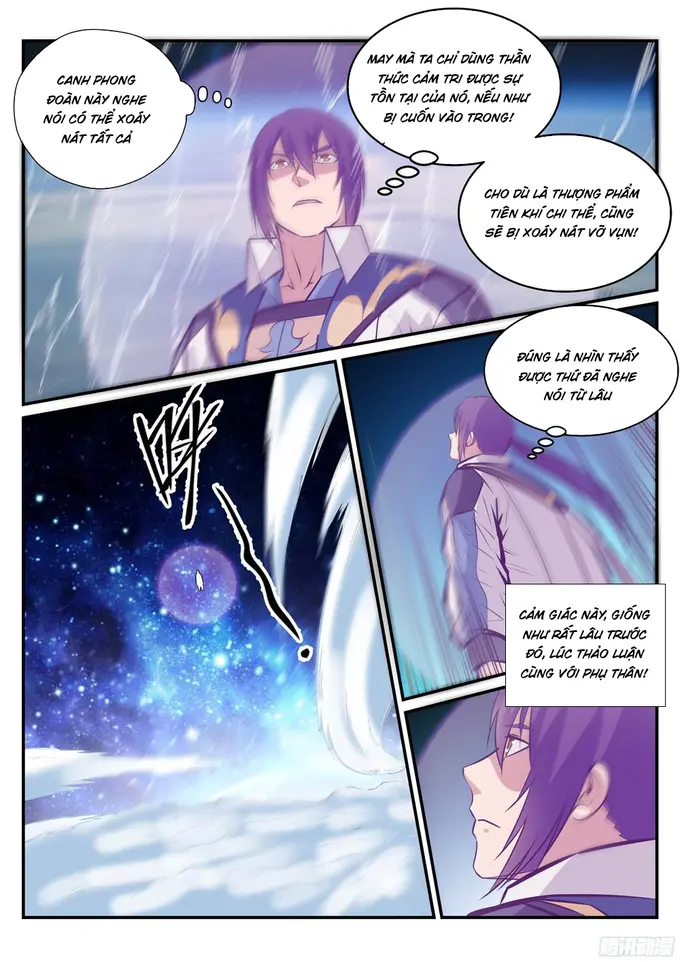 CANH PHONG
ĐOÀN NÀY NGHE
NÓI CÓ THỂ XOÁY
NÁT TẤT CẢ
MAY MÀ TA CHỈ DÙNG THẦN
THỨC CẢM TRI ĐƯỢC SỰ
TỒN TẠI CỦA NÓ, NẾU NHƯ
BỊ CUỐN VÀO TRONG!
CHO DÙ LÀ THƯỢNG PHẨM
TIÊN KHÍ CHI THỂ, CŨNG
SẼ BỊ XOÁY NÁT VỠ VỤN!
ĐÚNG LÀ NHÌN THẤY
ĐƯỢC THỨ ĐÃ NGHE
NÓI TỪ LÂU
CẢM GIÁC NÀY, GIỐNG
NHƯ RẤT LÂU TRƯỚC
ĐÓ, LÚC THẢO LUẬN
CÙNG VỚI PHỤ THÂN!
腾讯动漫